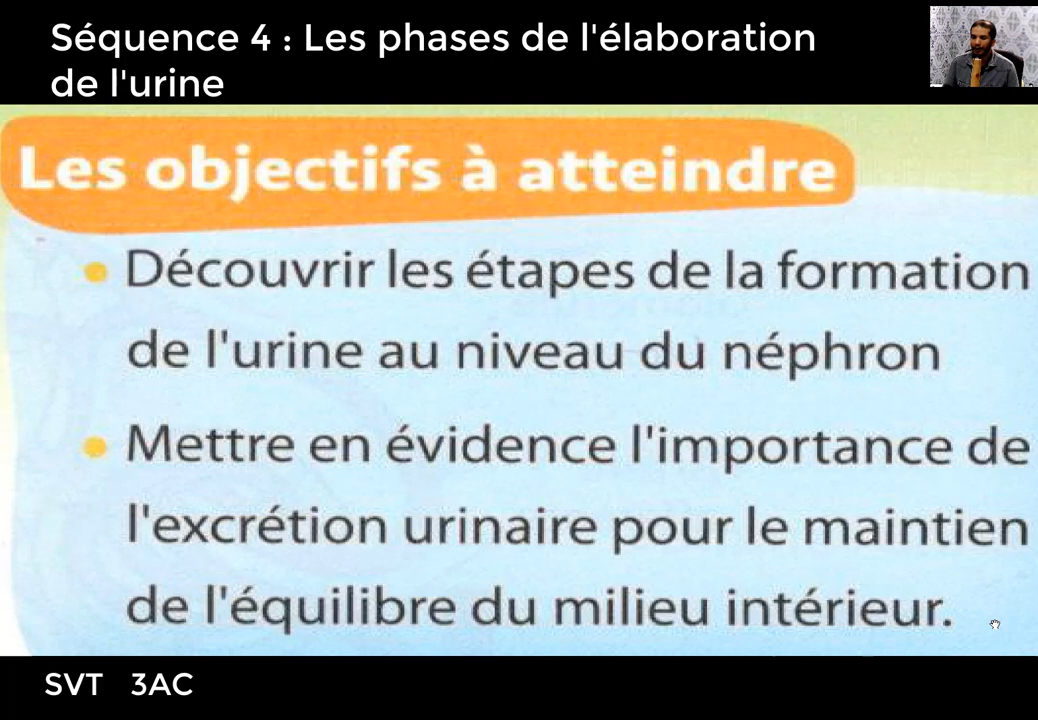 Séquence 4 : Les phases de l'élaboration
de l'urine
Les objectifs à atteindre
• Découvrir les étapes de la formation
de l'urine au niveau du néphron
• Mettre en évidence l'importance de
l'excrétion urinaire pour le maintien
de l'équilibre du milieu intérieur.
SVT 3AC